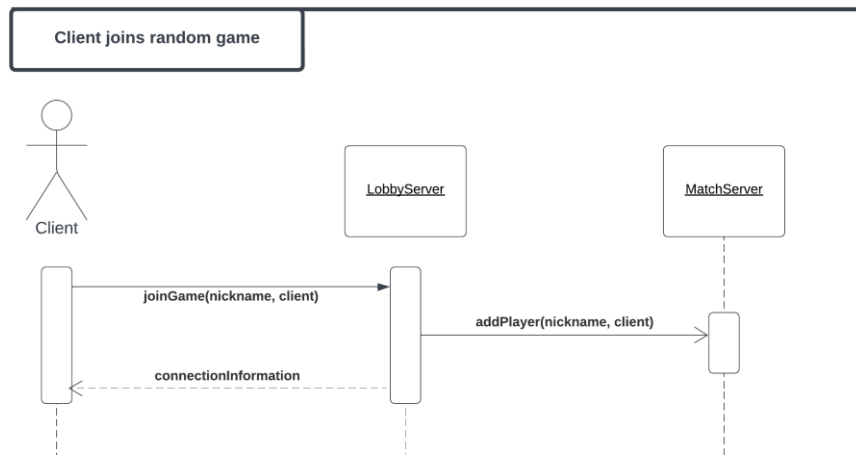 Client joins random game
LobbyServer
MatchServer
Client
joinGame(nickname, client)
addPlayer(nickname, client)
connectionInformation